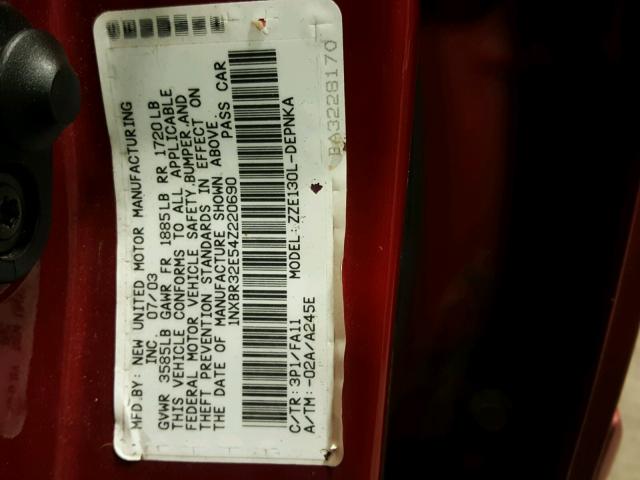 MFD.BY: NEW UNITED MOTOR MANUFACTURING
INC. 07/03
GVWR 3585LB GAWR FR 1885LB RR 1720LB
THIS VEHICLE CONFORMS TO ALL APPLICABLE
FEDERAL MOTOR VEHICLE SAFETY,BUMPER,AND
THEFT PREVENTION STANDARDS IN EFFECT ON
THE DATE OF MANUFACTURE SHOWN ABOVE.
1NXBR32E54Z220690 PASS CAR
C/TR: 3P1/FA11 MODEL: ZZE130L-DEPNKA
A/TM: -02A/A245E
BA3228170